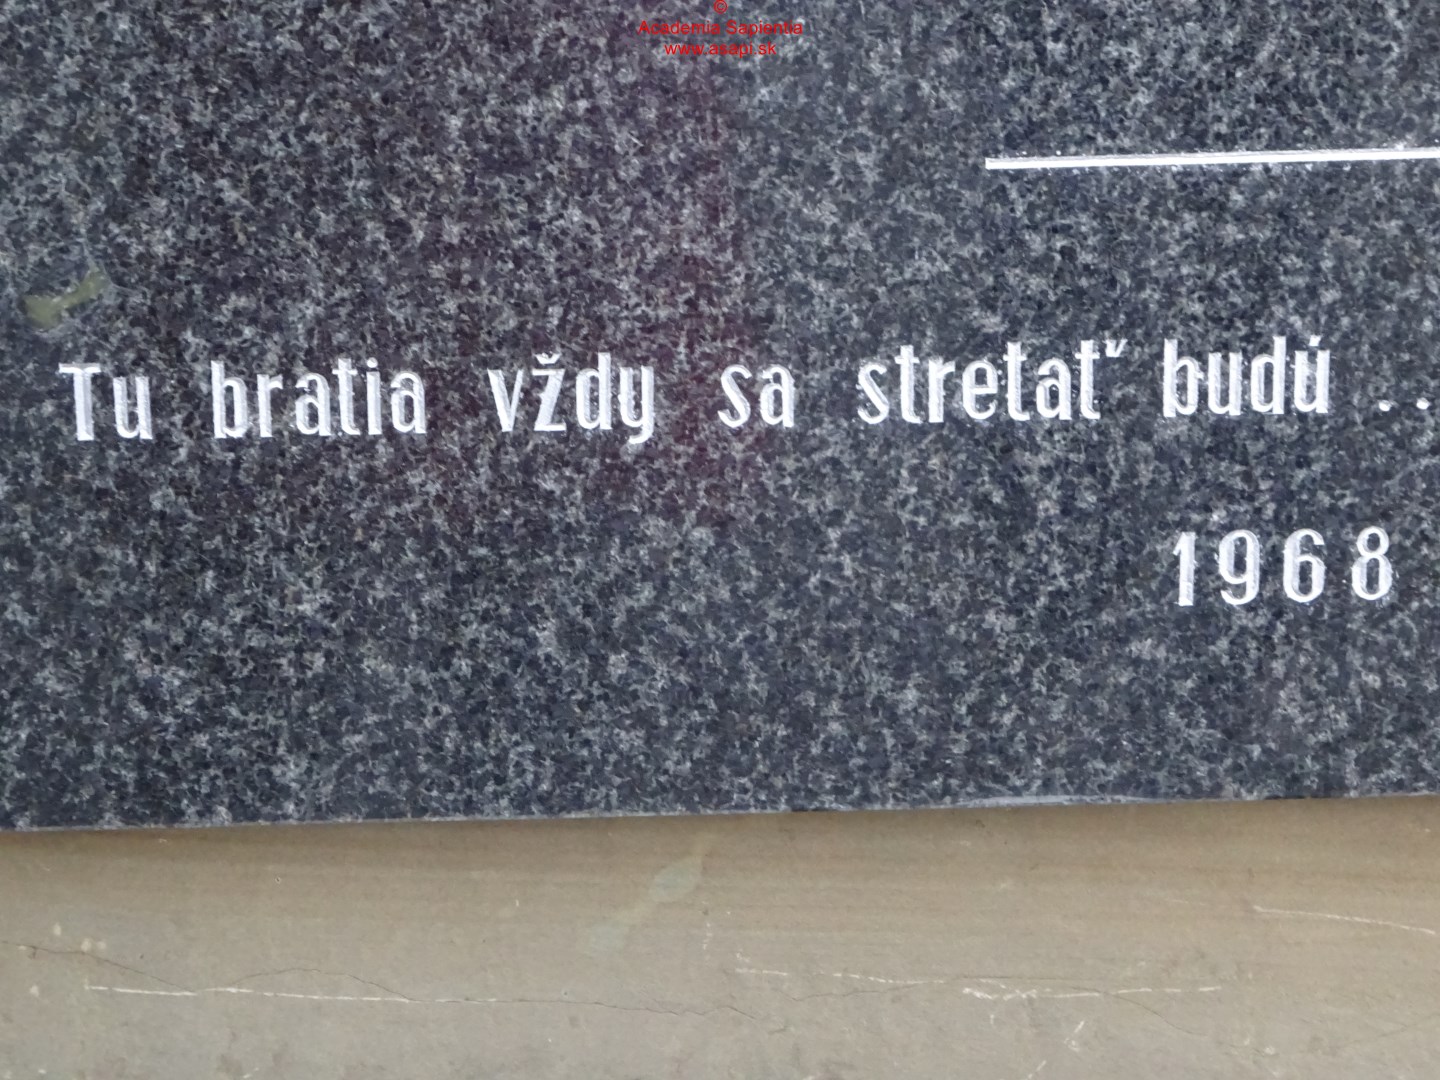 ©
Academia Sapientia
www.asapi.sk
Tu bratia vždy sa stretať budú ..
1968